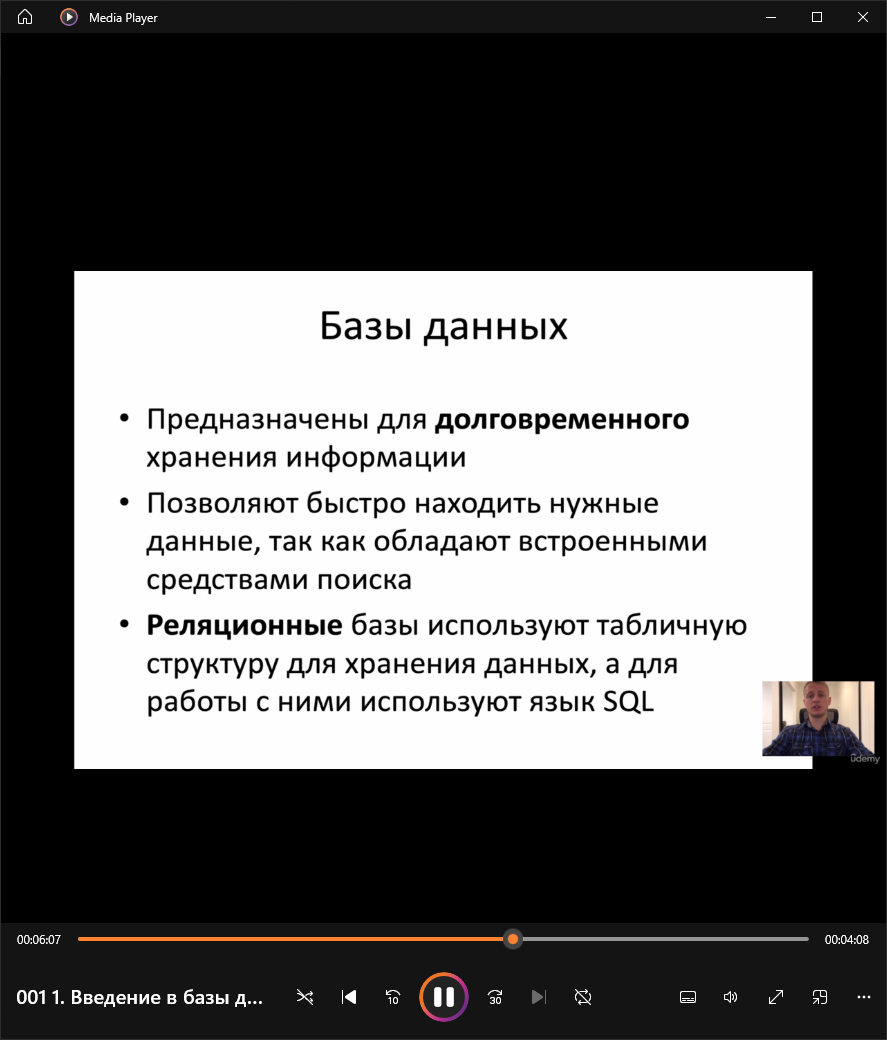 Media Player
Базы данных
• Предназначены для долговременного
хранения информации
• Позволяют быстро находить нужные
данные, так как обладают встроенными
средствами поиска
• Реляционные базы используют табличную
структуру для хранения данных, а для
работы с ними используют язык SQL
udemy
00:06:07
00:04:08
001 1. Введение в базы д...
10
30